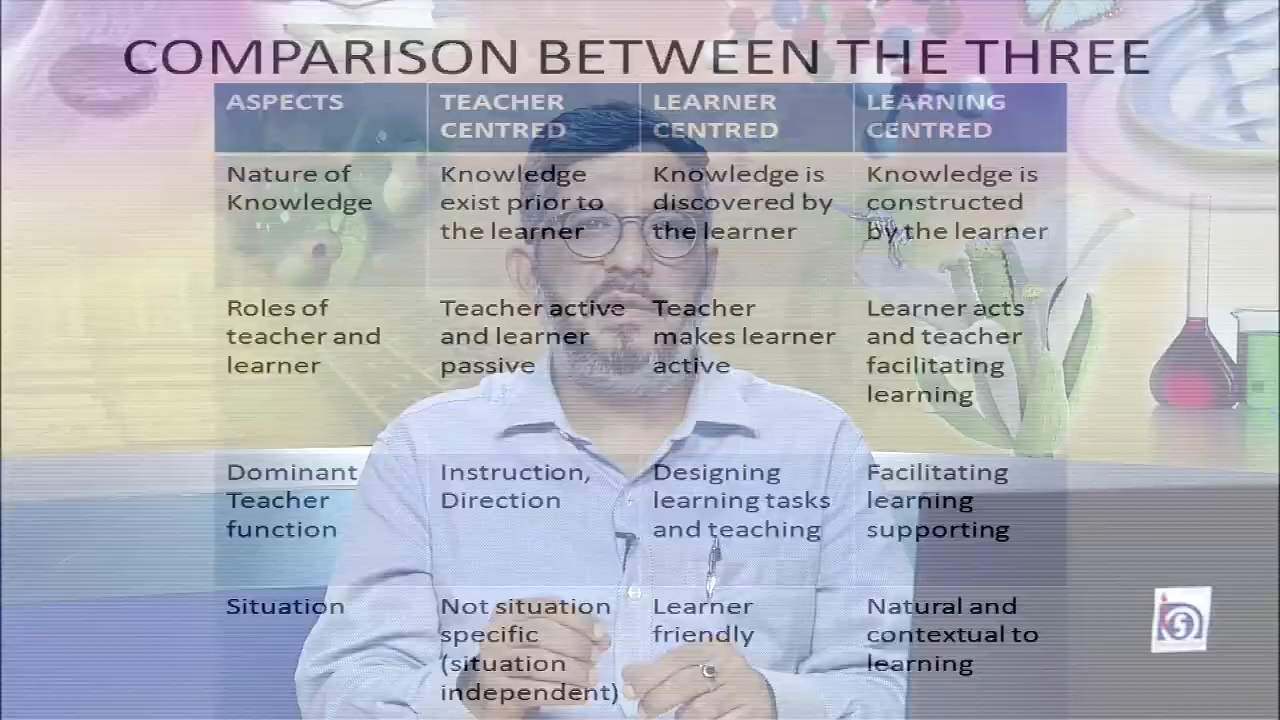 COMPARISON BETWEEN THE THREE
ASPECTS
TEACHER
CENTRED
LEARNER
CENTRED
LEARNING
CENTRED
Nature of
Knowledge
Knowledge
exist prior to
the learner
Knowledge is
discovered by
the learner
Knowledge is
constructed
by the learner
Roles of
teacher and
learner
Teacher active
and learner
passive
Teacher
makes learner
active
Learner acts
and teacher
facilitating
learning
Dominant
Teacher
function
Instruction,
Direction
Designing
learning tasks
and teaching
Facilitating
learning
supporting
Situation
Not situation
specific
(situation
independent)
Learner
friendly
Natural and
contextual to
learning